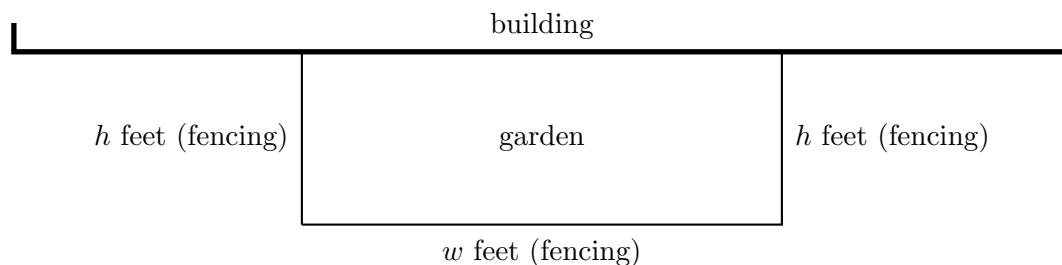 building
h feet (fencing)
garden
h feet (fencing)
w feet (fencing)